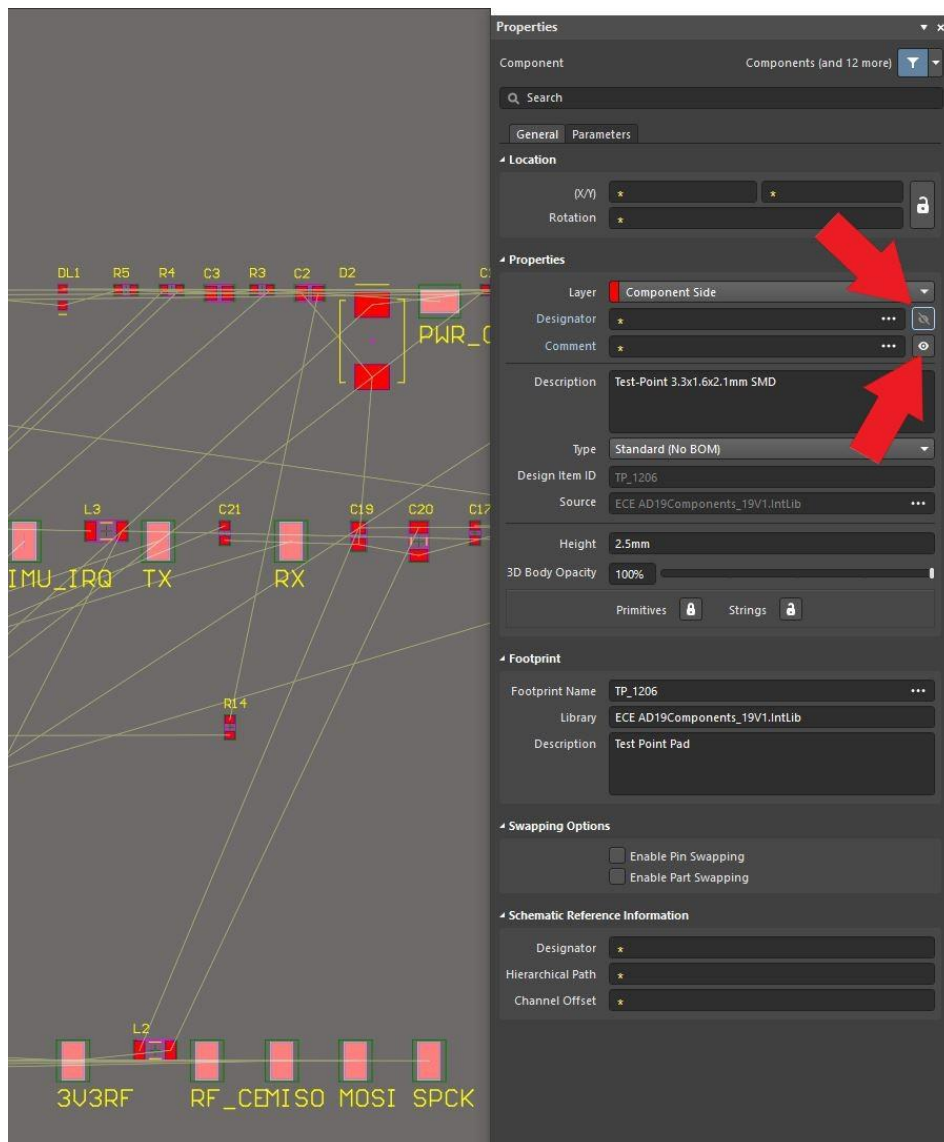 Properties
Component Components (and 12 more)
Search
General Parameters
Location
(X/Y) * *
Rotation *
Properties
Layer Component Side
Designator * •••
Comment * •••
Description Test-Point 3.3x1.6x2.1mm SMD
Type Standard (No BOM)
Design Item ID TP_1206
Source ECE AD19Components_19V1.IntLib •••
Height 2.5mm
3D Body Opacity 100%
Primitives Strings
Footprint
Footprint Name TP_1206 •••
Library ECE AD19Components_19V1.IntLib
Description Test Point Pad
Swapping Options
Enable Pin Swapping
Enable Part Swapping
Schematic Reference Information
Designator *
Hierarchical Path *
Channel Offset *
DL1 R5 R4 C3 R3 C2 D2
L3 C21 C19 C20 C17
IMU_IRQ TX RX
R14
L2
3V3RF RF_CE MISO MOSI SPCK